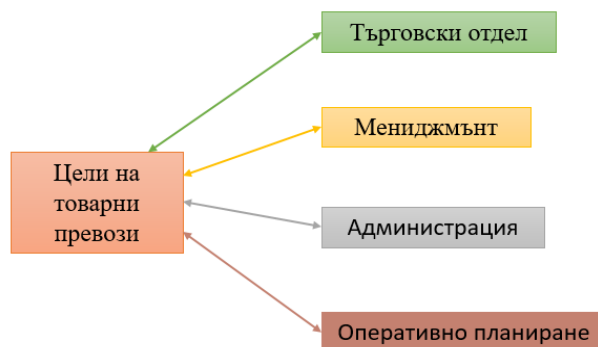 Търговски отдел
Мениджмънт
Цели на
товарни
превози
Администрация
Оперативно планиране